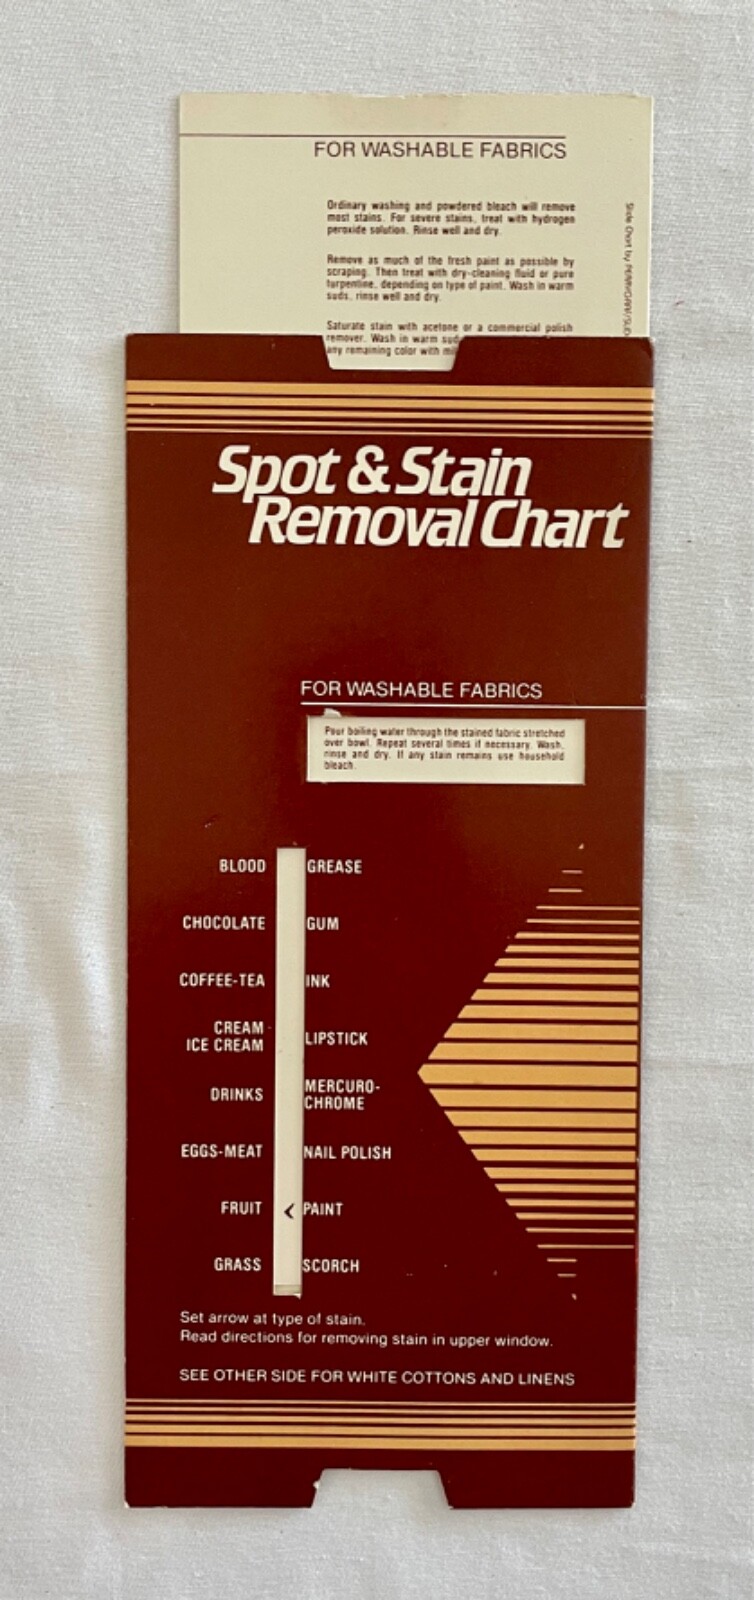 FOR WASHABLE FABRICS
Ordinary washing and powdered bleach will remove
most stains. For severe stains, treat with hydrogen
peroxide solution. Rinse well and dry.
Remove as much of the fresh paint as possible by
scraping. Then treat with dry-cleaning fluid or pure
turpentine, depending on type of paint. Wash in warm
suds, rinse well and dry.
Saturate stain with acetone or a commercial polish
remover. Wash in warm
any remaining color with
Slide Chart by
Spot & Stain
Removal Chart
FOR WASHABLE FABRICS
Pour boiling water through the stained fabric stretched
over bowl. Repeat several times if necessary. Wash,
rinse and dry. If any stain remains use household
bleach.
BLOOD GREASE
CHOCOLATE GUM
COFFEE-TEA INK
CREAM
ICE CREAM LIPSTICK
DRINKS MERCURO-
CHROME
EGGS-MEAT NAIL POLISH
FRUIT < PAINT
GRASS SCORCH
Set arrow at type of stain.
Read directions for removing stain in upper window.
SEE OTHER SIDE FOR WHITE COTTONS AND LINENS